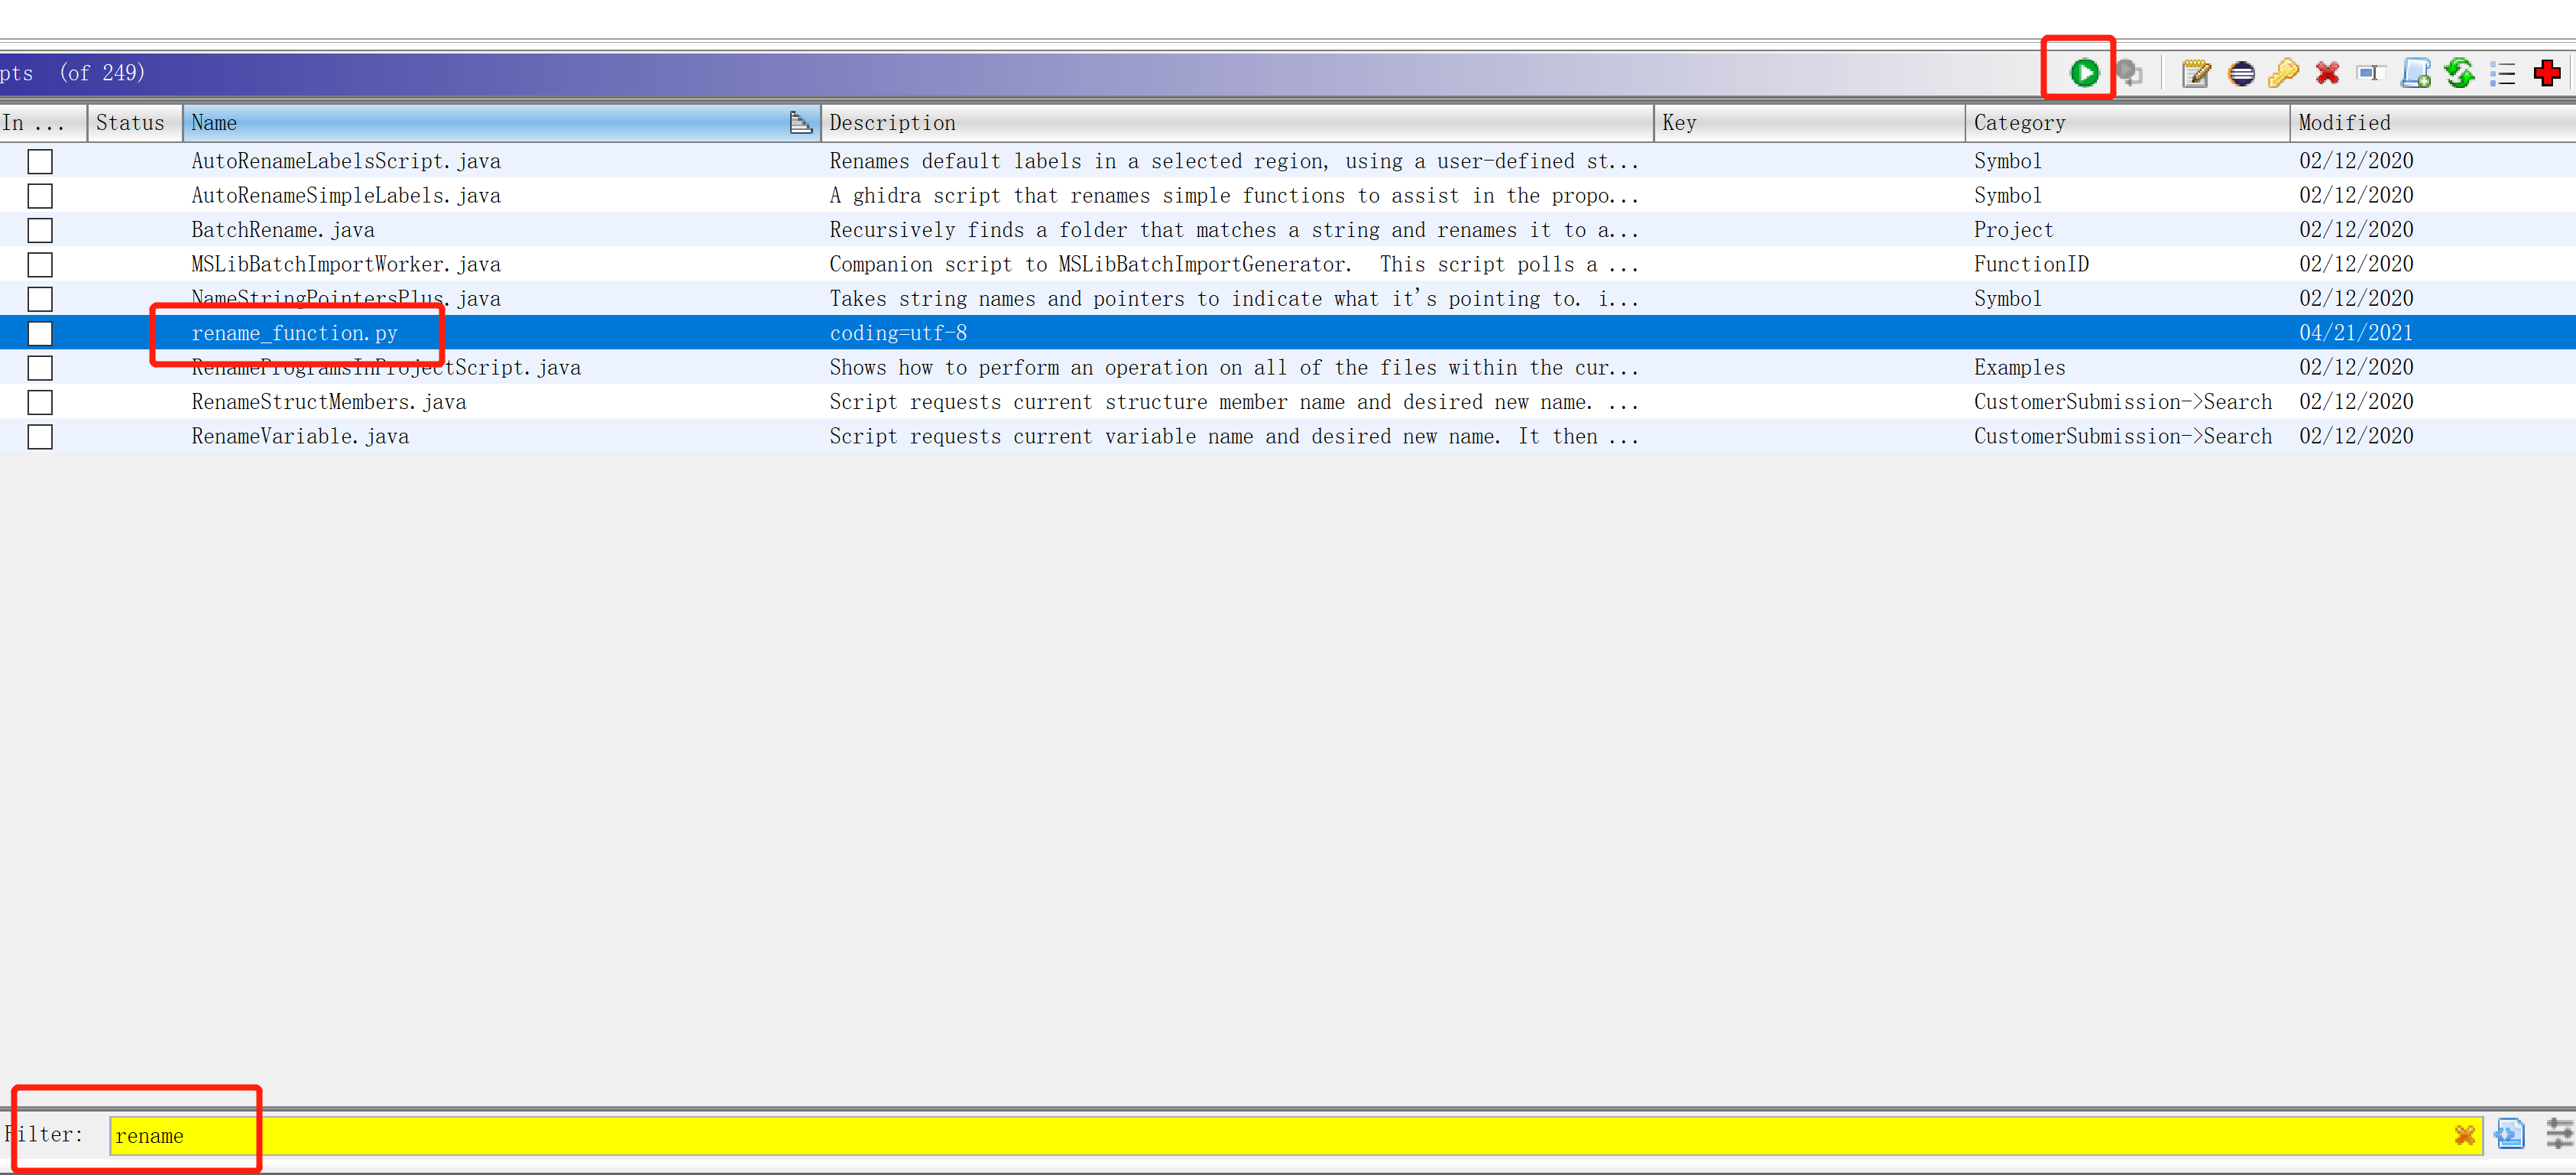 pts (of 249)
In ... Status Name Description Key Category Modified
AutoRenameLabelsScript.java Renames default labels in a selected region, using a user-defined st... Symbol 02/12/2020
AutoRenameSimpleLabels.java A ghidra script that renames simple functions to assist in the propo... Symbol 02/12/2020
BatchRename.java Recursively finds a folder that matches a string and renames it to a... Project 02/12/2020
MSLibBatchImportWorker.java Companion script to MSLibBatchImportGenerator. This script polls a ... FunctionID 02/12/2020
NameStringPointersPlus.java Takes string names and pointers to indicate what it's pointing to. i... Symbol 02/12/2020
rename_function.py coding=utf-8 04/21/2021
RenameProgramsInProjectScript.java Shows how to perform an operation on all of the files within the cur... Examples 02/12/2020
RenameStructMembers.java Script requests current structure member name and desired new name. ... CustomerSubmission->Search 02/12/2020
RenameVariable.java Script requests current variable name and desired new name. It then ... CustomerSubmission->Search 02/12/2020
Filter: rename